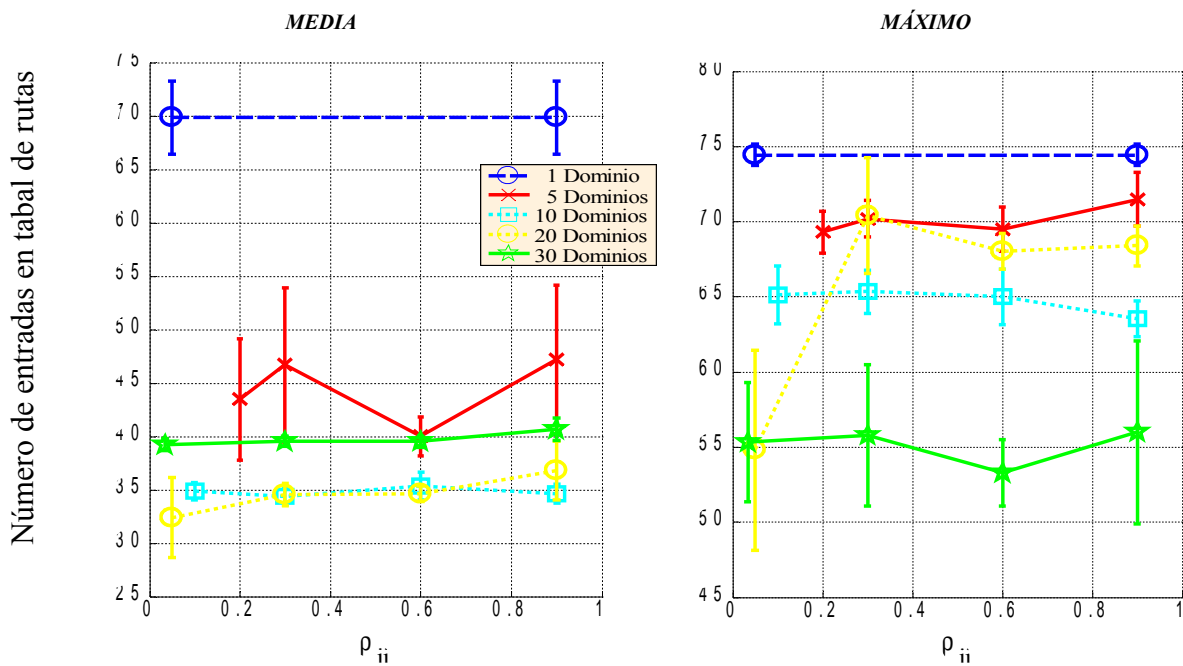 MEDIA
MÁXIMO
Número de entradas en tabal de rutas
75
70
65
60
55
50
45
40
35
30
25
0 0.2 0.4 0.6 0.8 1
ρ ii
1 Dominio
5 Dominios
10 Dominios
20 Dominios
30 Dominios
80
75
70
65
60
55
50
45
0 0.2 0.4 0.6 0.8 1
ρ ii